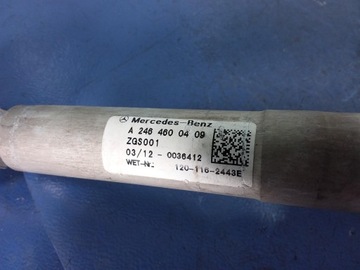 Mercedes-Benz
A 246 460 04 09
ZGS001
03/12 - 0036412
WET-Nr.: 120-116-2443E